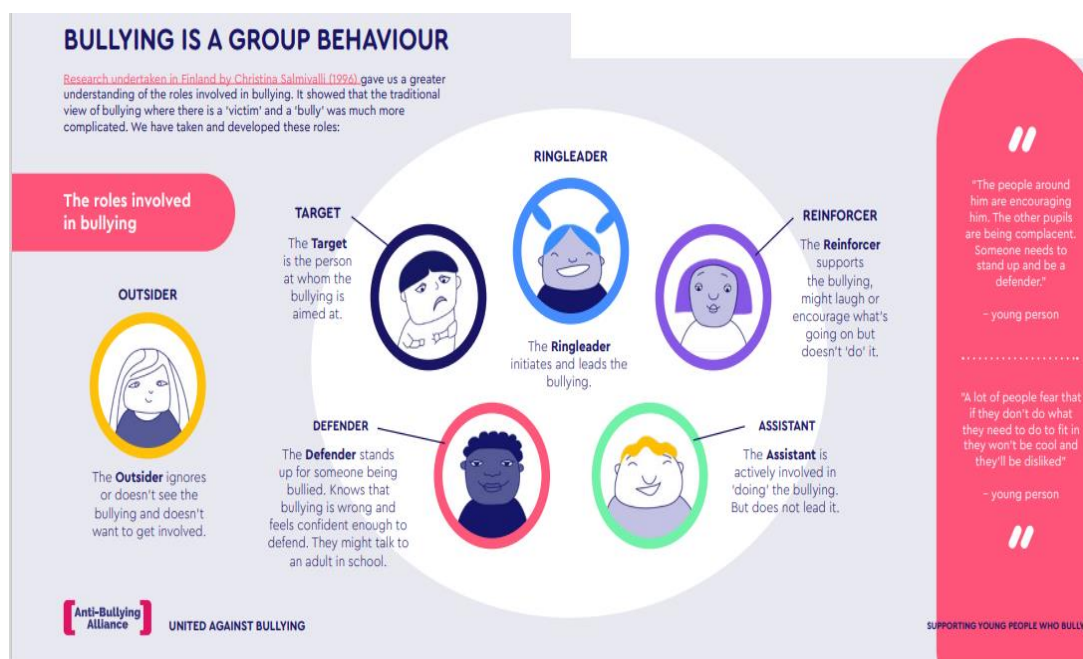 BULLYING IS A GROUP BEHAVIOUR
Research undertaken in Finland by Christina Salmivalli (1996) gave us a greater
understanding of the roles involved in bullying. It showed that the traditional
view of bullying where there is a 'victim' and a 'bully' was much more
complicated. We have taken and developed these roles:
The roles involved
in bullying
OUTSIDER
The Outsider ignores
or doesn't see the
bullying and doesn't
want to get involved.
TARGET
The Target
is the person
at whom the
bullying is
aimed at.
RINGLEADER
The Ringleader
initiates and leads the
bullying.
REINFORCER
The Reinforcer
supports
the bullying,
might laugh or
encourage what's
going on but
doesn't 'do' it.
DEFENDER
The Defender stands
up for someone being
bullied. Knows that
bullying is wrong and
feels confident enough to
defend. They might talk to
an adult in school.
ASSISTANT
The Assistant is
actively involved in
'doing' the bullying.
But does not lead it.
"The people around
him are encouraging
him. The other pupils
are being complacent.
Someone needs to
stand up and be a
defender."
– young person
"A lot of people fear that
if they don't do what
they need to do to fit in
they won't be cool and
they'll be disliked"
– young person
Anti-Bullying
Alliance
UNITED AGAINST BULLYING
SUPPORTING YOUNG PEOPLE WHO BULLY